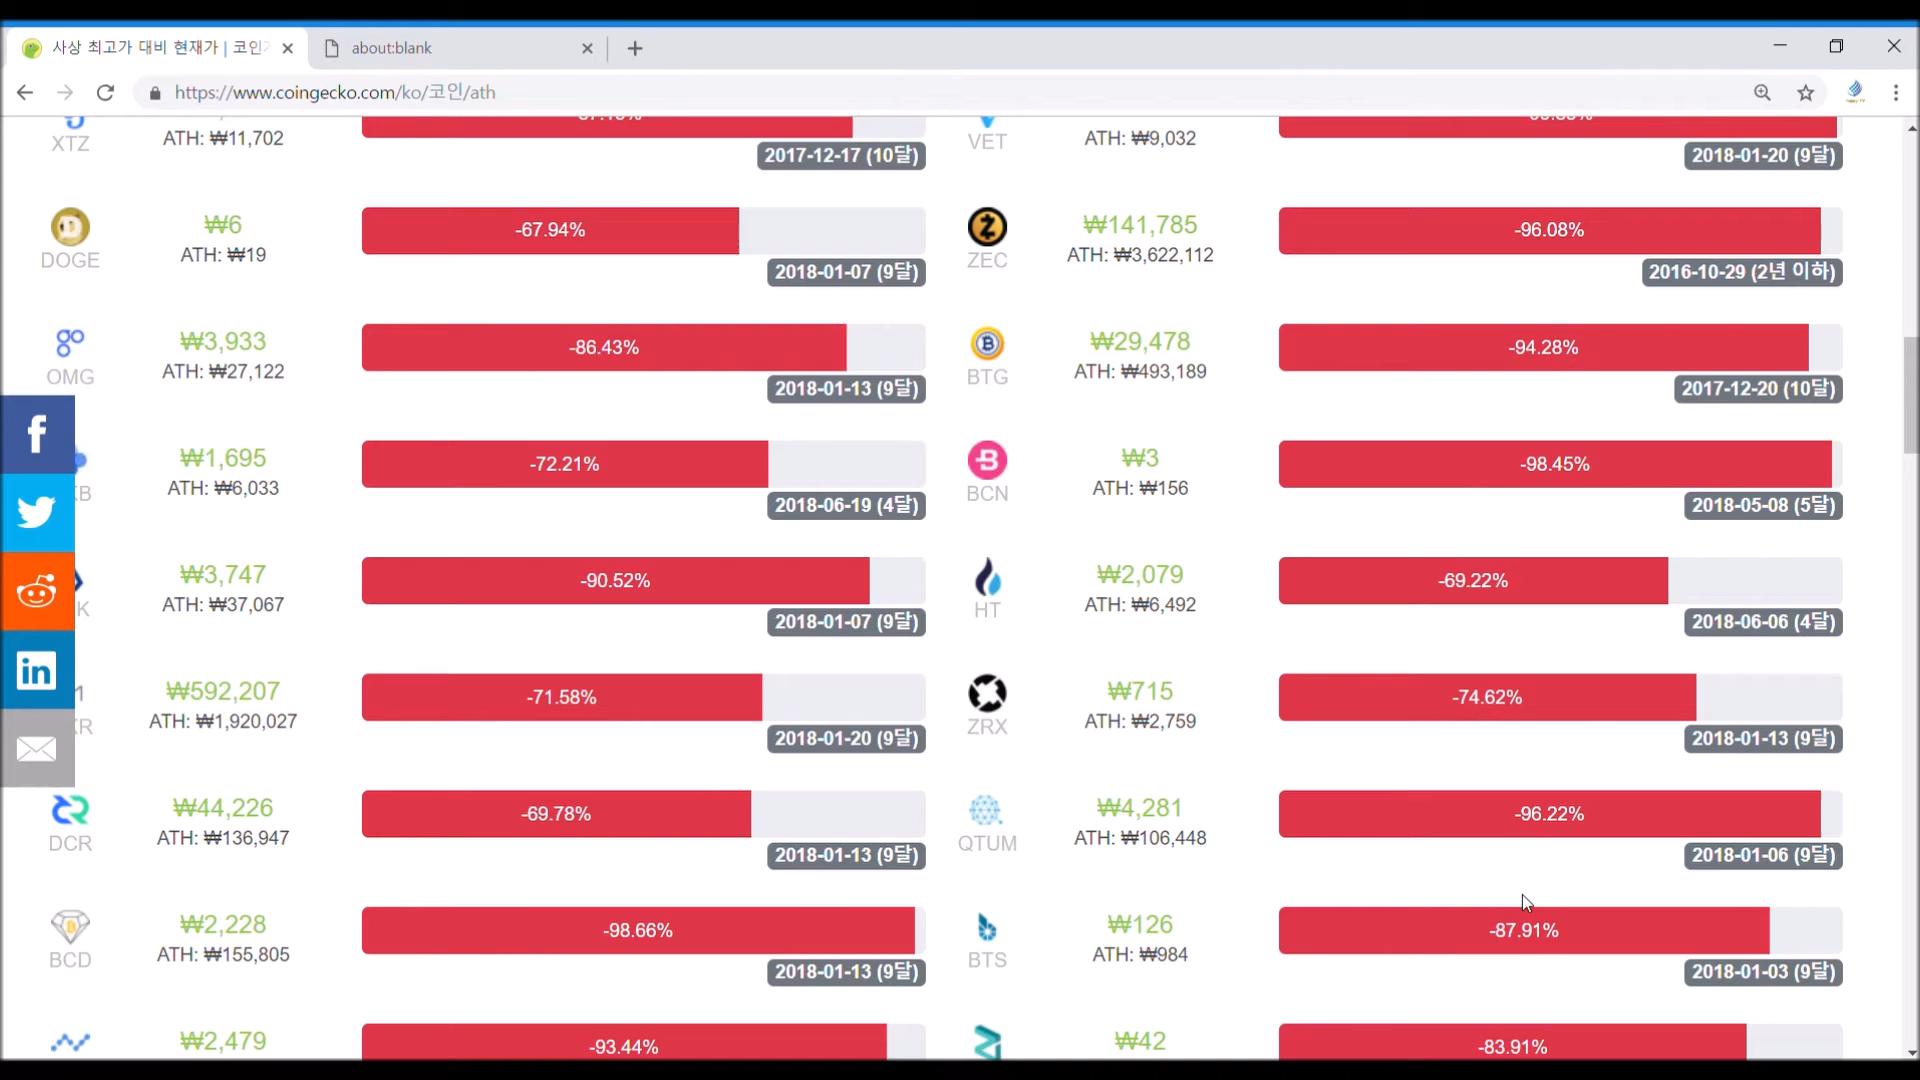 사상 최고가 대비 현재가 | 코인
about:blank
https://www.coingecko.com/ko/코인/ath
XTZ
ATH: ₩11,702
2017-12-17 (10달)
VET
ATH: ₩9,032
2018-01-20 (9달)
DOGE
₩6
ATH: ₩19
-67.94%
2018-01-07 (9달)
ZEC
₩141,785
ATH: ₩3,622,112
-96.08%
2016-10-29 (2년 이하)
OMG
₩3,933
ATH: ₩27,122
-86.43%
2018-01-13 (9달)
BTG
₩29,478
ATH: ₩493,189
-94.28%
2017-12-20 (10달)
₩1,695
ATH: ₩6,033
-72.21%
2018-06-19 (4달)
BCN
₩3
ATH: ₩156
-98.45%
2018-05-08 (5달)
₩3,747
ATH: ₩37,067
-90.52%
2018-01-07 (9달)
HT
₩2,079
ATH: ₩6,492
-69.22%
2018-06-06 (4달)
₩592,207
ATH: ₩1,920,027
-71.58%
2018-01-20 (9달)
ZRX
₩715
ATH: ₩2,759
-74.62%
2018-01-13 (9달)
DCR
₩44,226
ATH: ₩136,947
-69.78%
2018-01-13 (9달)
QTUM
₩4,281
ATH: ₩106,448
-96.22%
2018-01-06 (9달)
BCD
₩2,228
ATH: ₩155,805
-98.66%
2018-01-13 (9달)
BTS
₩126
ATH: ₩984
-87.91%
2018-01-03 (9달)
₩2,479
-93.44%
₩42
-83.91%